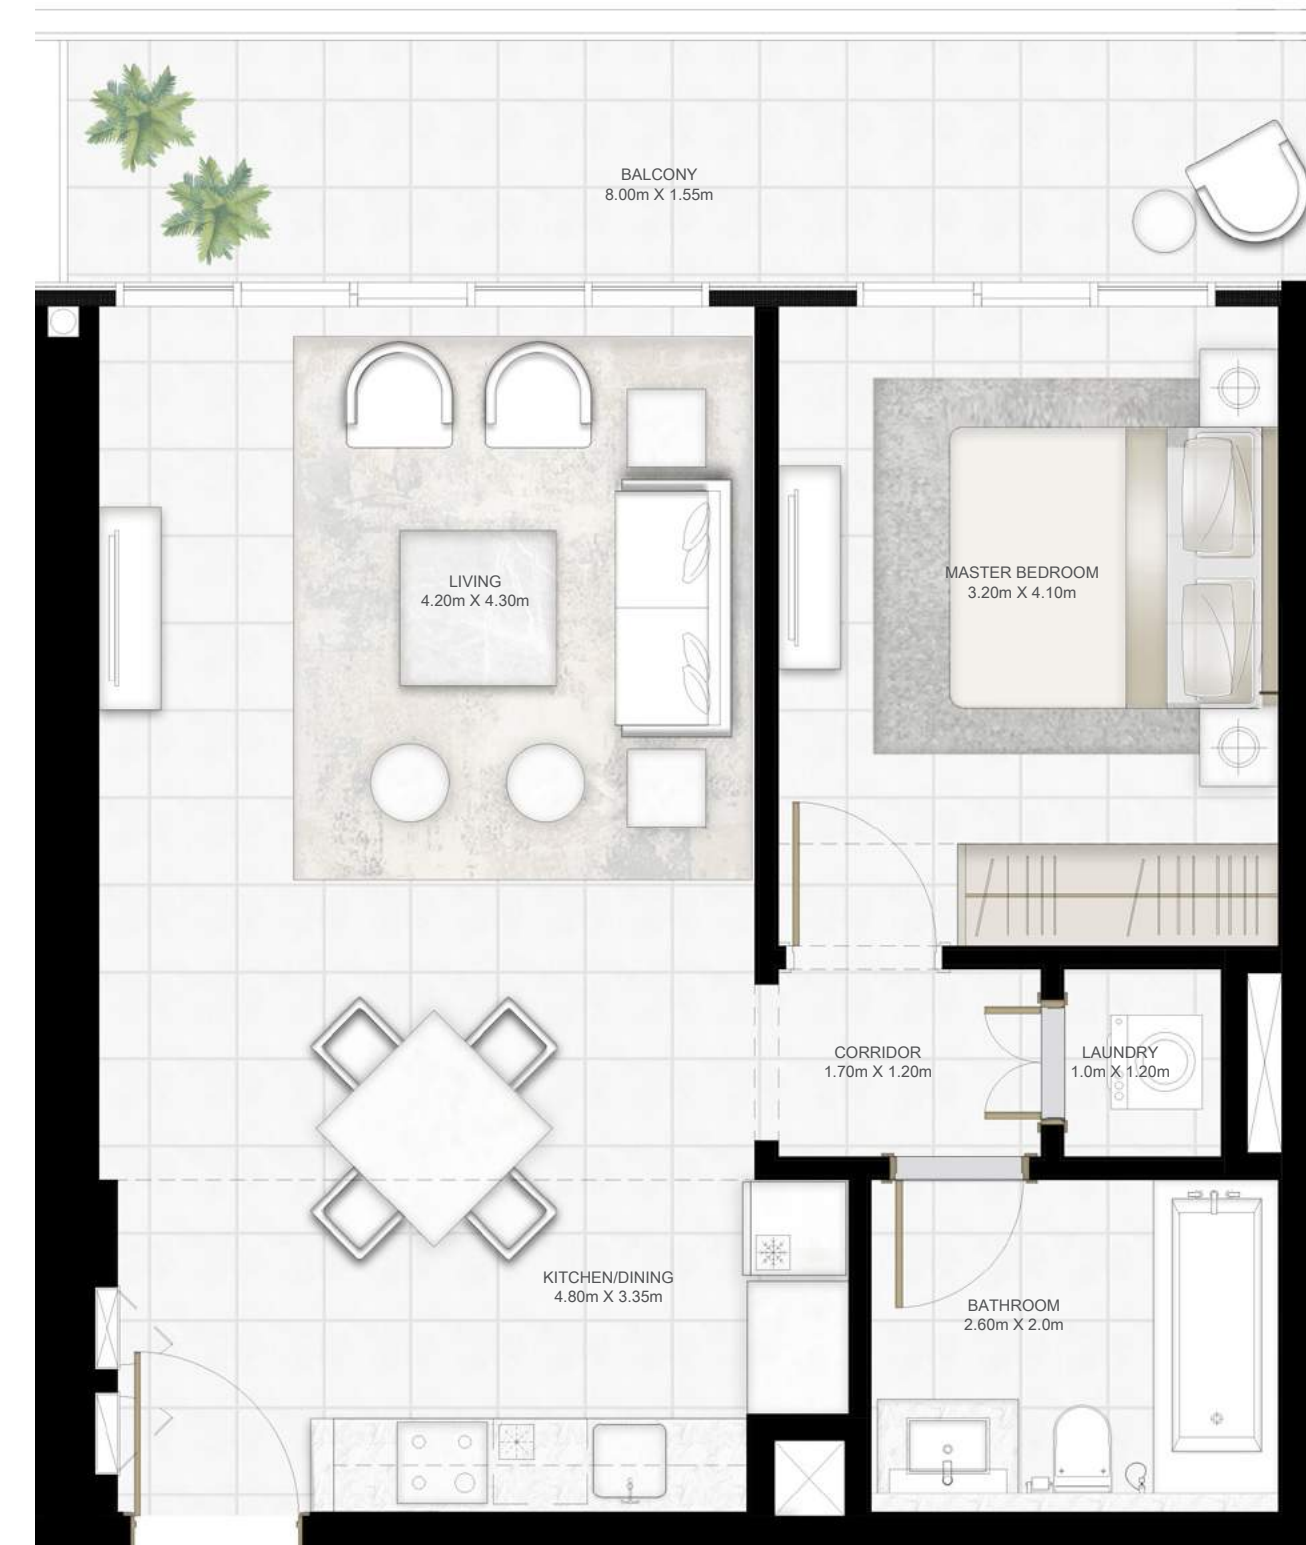 BALCONY
8.00m X 1.55m
LIVING
4.20m X 4.30m
MASTER BEDROOM
3.20m X 4.10m
CORRIDOR
1.70m X 1.20m
LAUNDRY
1.0m X 1.20m
KITCHEN/DINING
4.80m X 3.35m
BATHROOM
2.60m X 2.0m